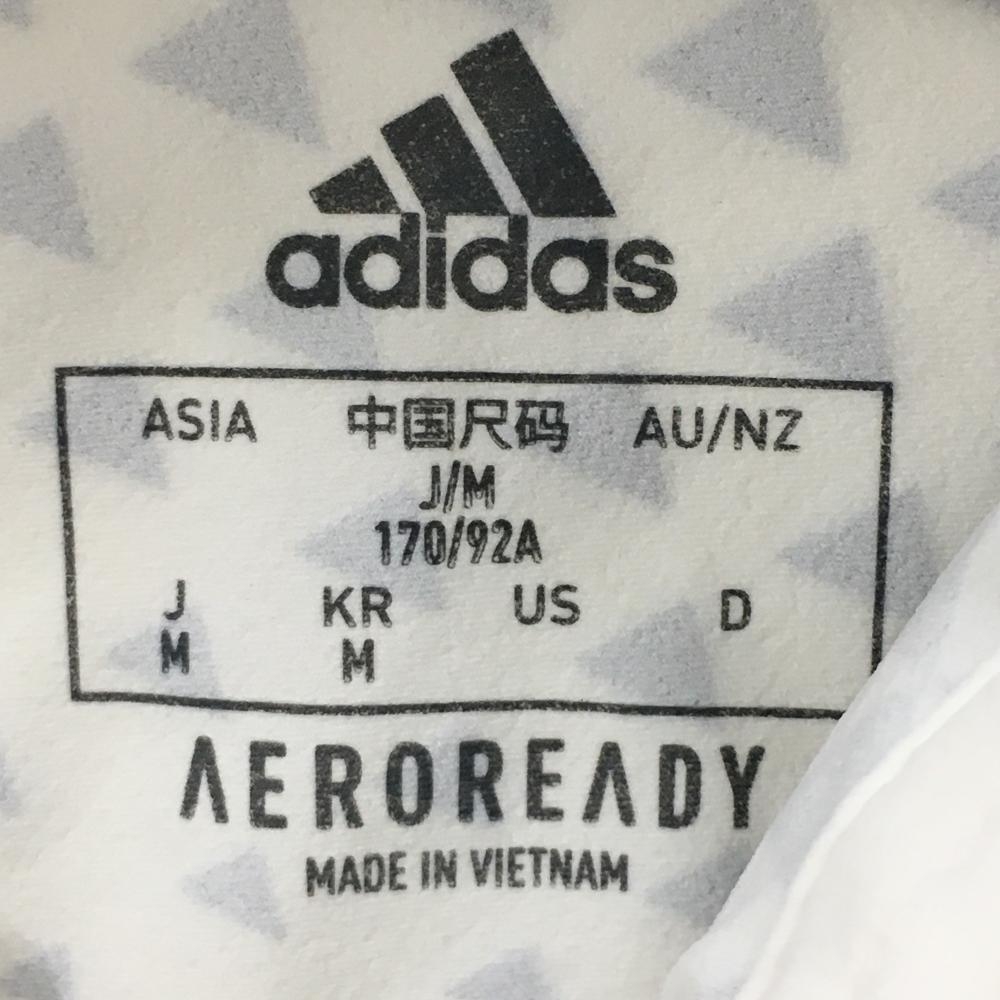 adidas
ASIA 中国尺码 AU/NZ
J/M
170/92A
J KR US D
M M
AEROREADY
MADE IN VIETNAM